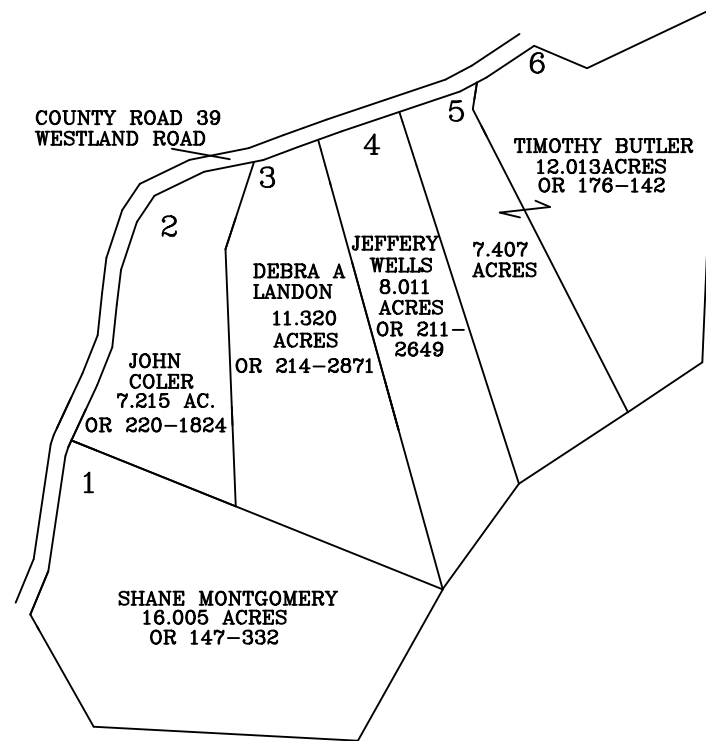 6
5
COUNTY ROAD 39
WESTLAND ROAD
4
TIMOTHY BUTLER
12.013ACRES
OR 176-142
3
2
JEFFERY
WELLS
8.011
ACRES
OR 211-
2649
7.407
ACRES
DEBRA A
LANDON
11.320
ACRES
OR 214-2871
JOHN
COLER
7.215 AC.
OR 220-1824
1
SHANE MONTGOMERY
16.005 ACRES
OR 147-332